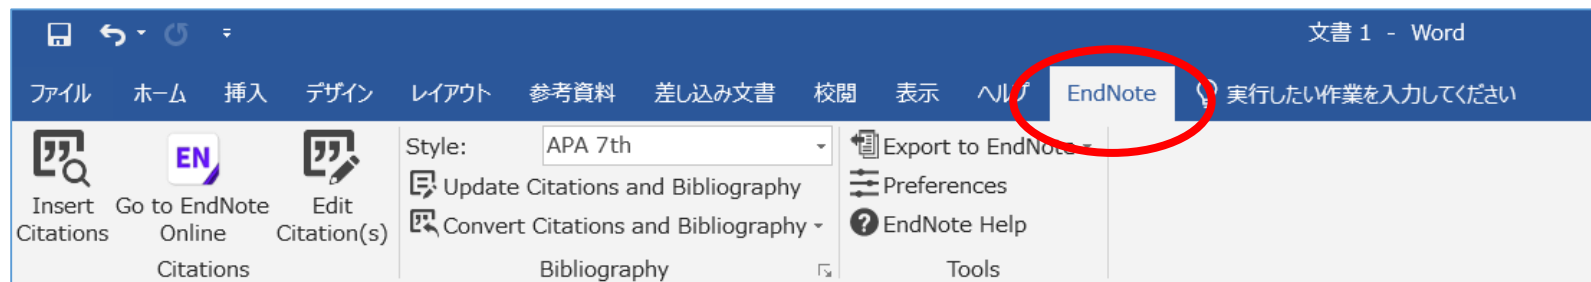 文書 1 - Word
ファイル ホーム 挿入 デザイン レイアウト 参考資料 差し込み文書 校閲 表示 ヘルプ EndNote 実行したい作業を入力してください
Insert Citations
EN
Go to EndNote Online
Edit Citation(s)
Citations
Style: APA 7th
Update Citations and Bibliography
Convert Citations and Bibliography
Bibliography
Export to EndNote
Preferences
EndNote Help
Tools